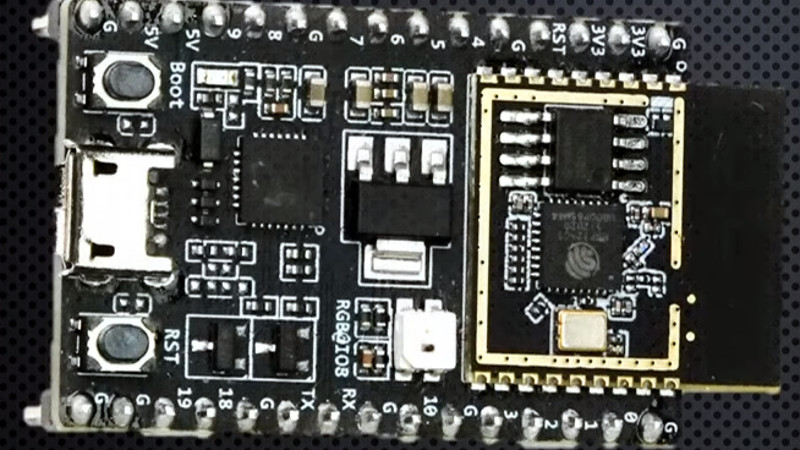 G 5V 5V 9 8 G 7 6 5 4 G RST 3V3 3V3 G
Boot
RST
RGB@IO8
G G 19 18 G TX RX G 10 G 3 2 1 0 G